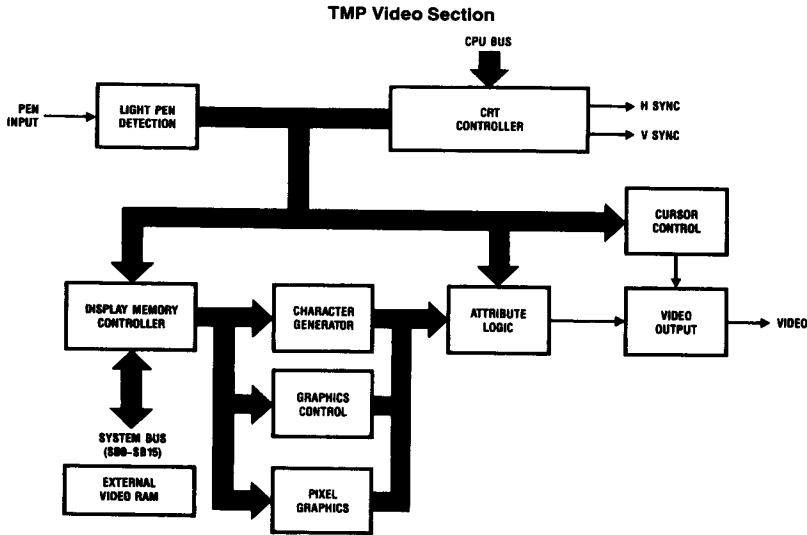 TMP Video Section
CPU BUS
PEN
INPUT
LIGHT PEN
DETECTION
CRT
CONTROLLER
H SYNC
V SYNC
CURSOR
CONTROL
DISPLAY MEMORY
CONTROLLER
CHARACTER
GENERATOR
ATTRIBUTE
LOGIC
VIDEO
OUTPUT
VIDEO
GRAPHICS
CONTROL
SYSTEM BUS
(SB0-SB15)
EXTERNAL
VIDEO RAM
PIXEL
GRAPHICS